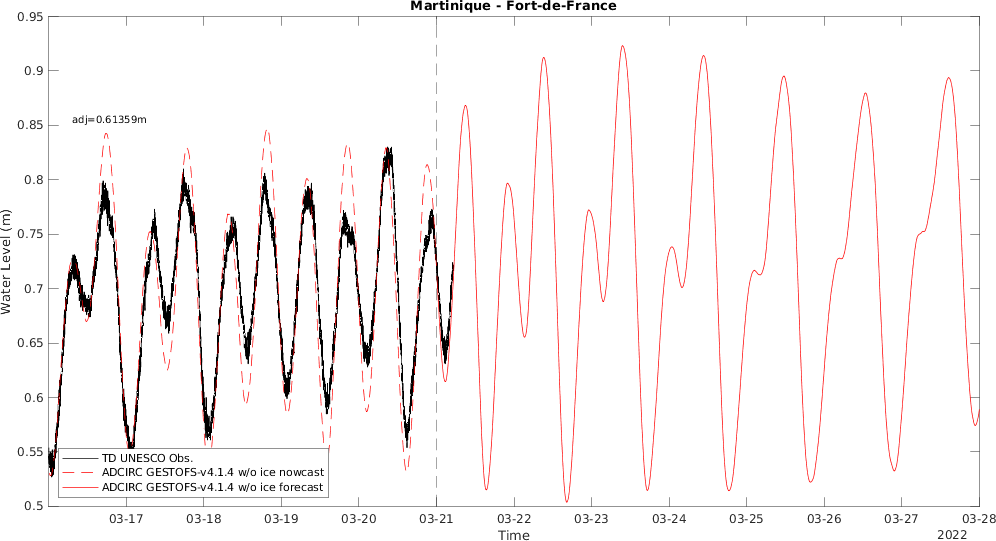 Martinique - Fort-de-France
0.95
0.9
0.85
adj=0.61359m
0.8
0.75
0.7
0.65
0.6
0.55
0.5
Water Level (m)
TD UNESCO Obs.
ADCIRC GESTOFS-v4.1.4 w/o ice nowcast
ADCIRC GESTOFS-v4.1.4 w/o ice forecast
03-17 03-18 03-19 03-20 03-21 03-22 03-23 03-24 03-25 03-26 03-27 03-28
Time
2022